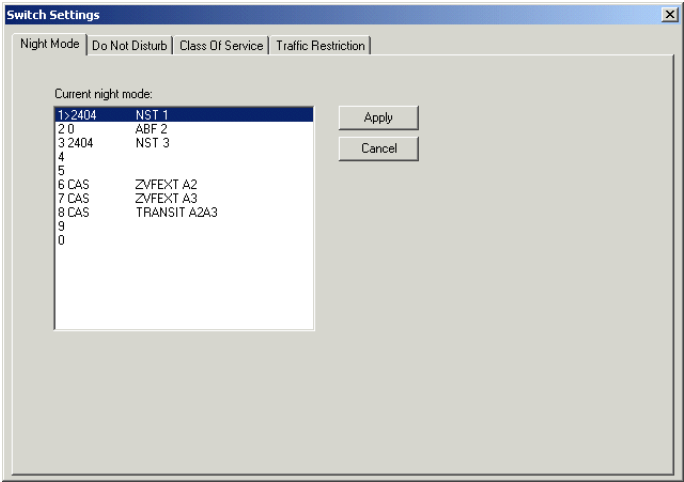 Switch Settings
Night Mode Do Not Disturb Class Of Service Traffic Restriction
Current night mode:
1>2404 NST 1
2 0 ABF 2
3 2404 NST 3
4
5
6 CAS ZVFEXT A2
7 CAS ZVFEXT A3
8 CAS TRANSIT A2A3
9
0
Apply
Cancel